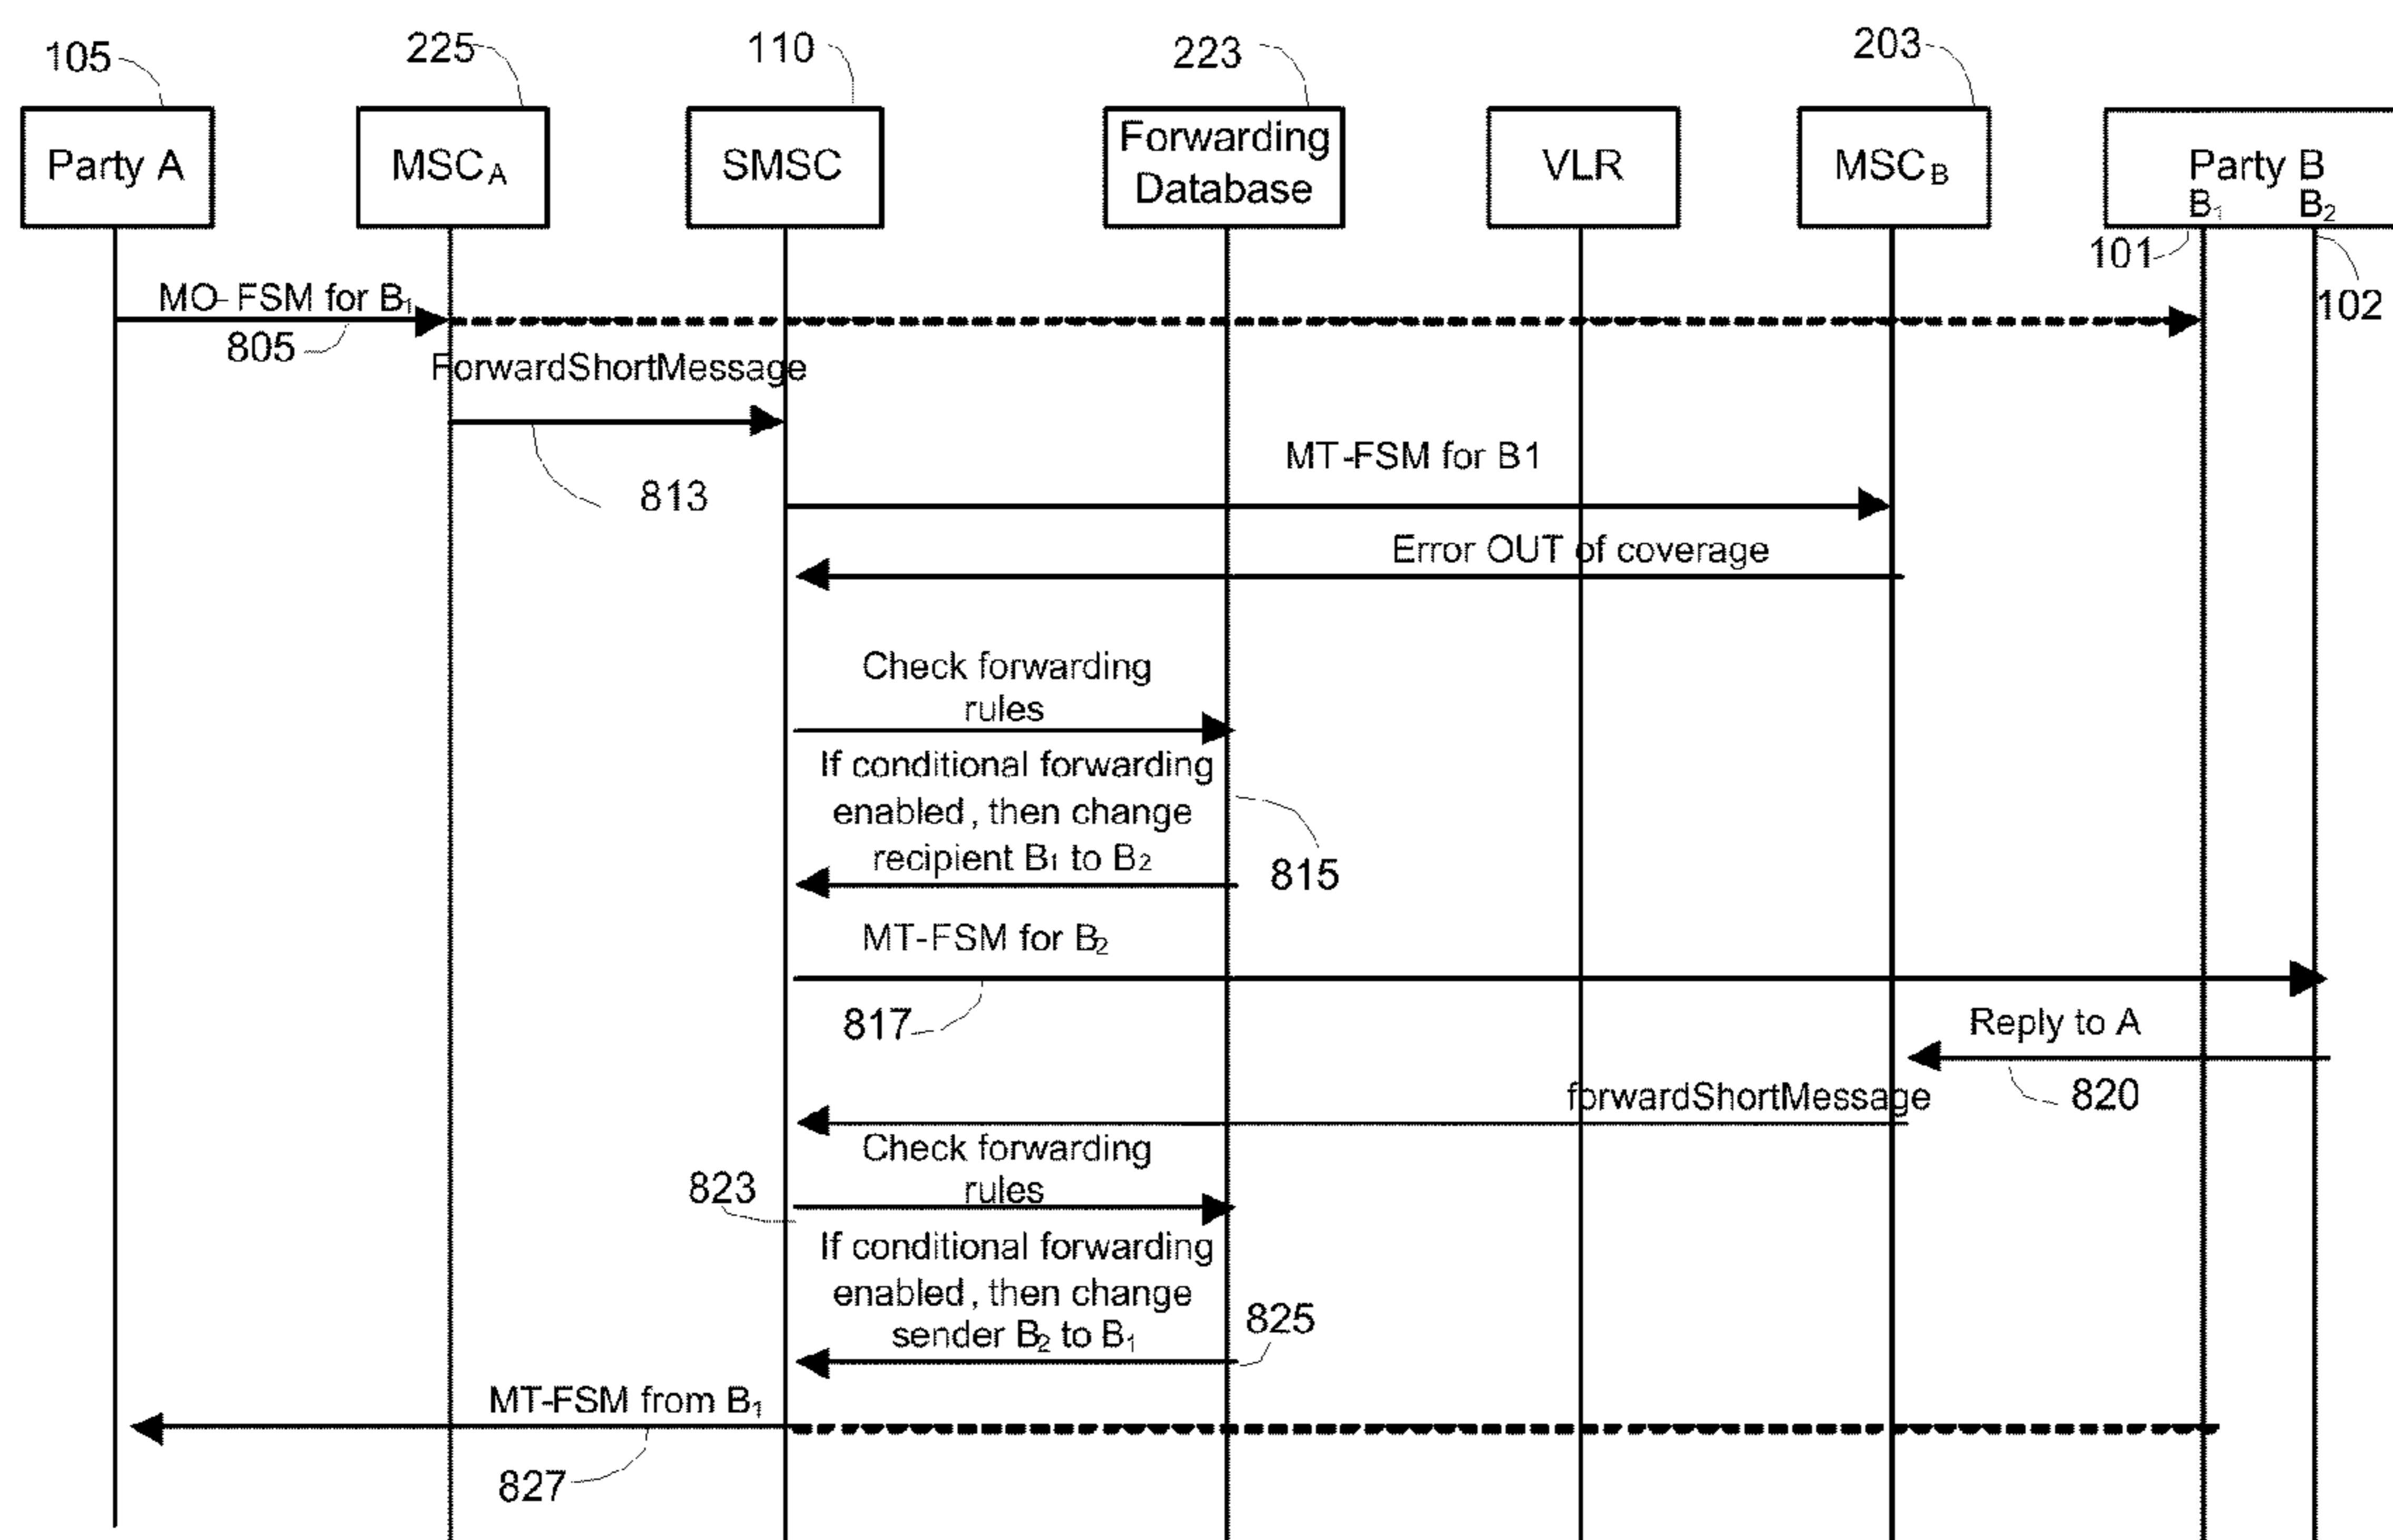 105
225
110
223
203
Party A
MSCA
SMSC
Forwarding
Database
VLR
MSCB
Party B
B1 B2
101
102
MO-FSM for B1
805
ForwardShortMessage
813
MT-FSM for B1
Error OUT of coverage
Check forwarding
rules
If conditional forwarding
enabled, then change
recipient B1 to B2
815
MT-FSM for B2
817
Reply to A
820
forwardShortMessage
Check forwarding
rules
823
If conditional forwarding
enabled, then change
sender B2 to B1
825
MT-FSM from B1
827